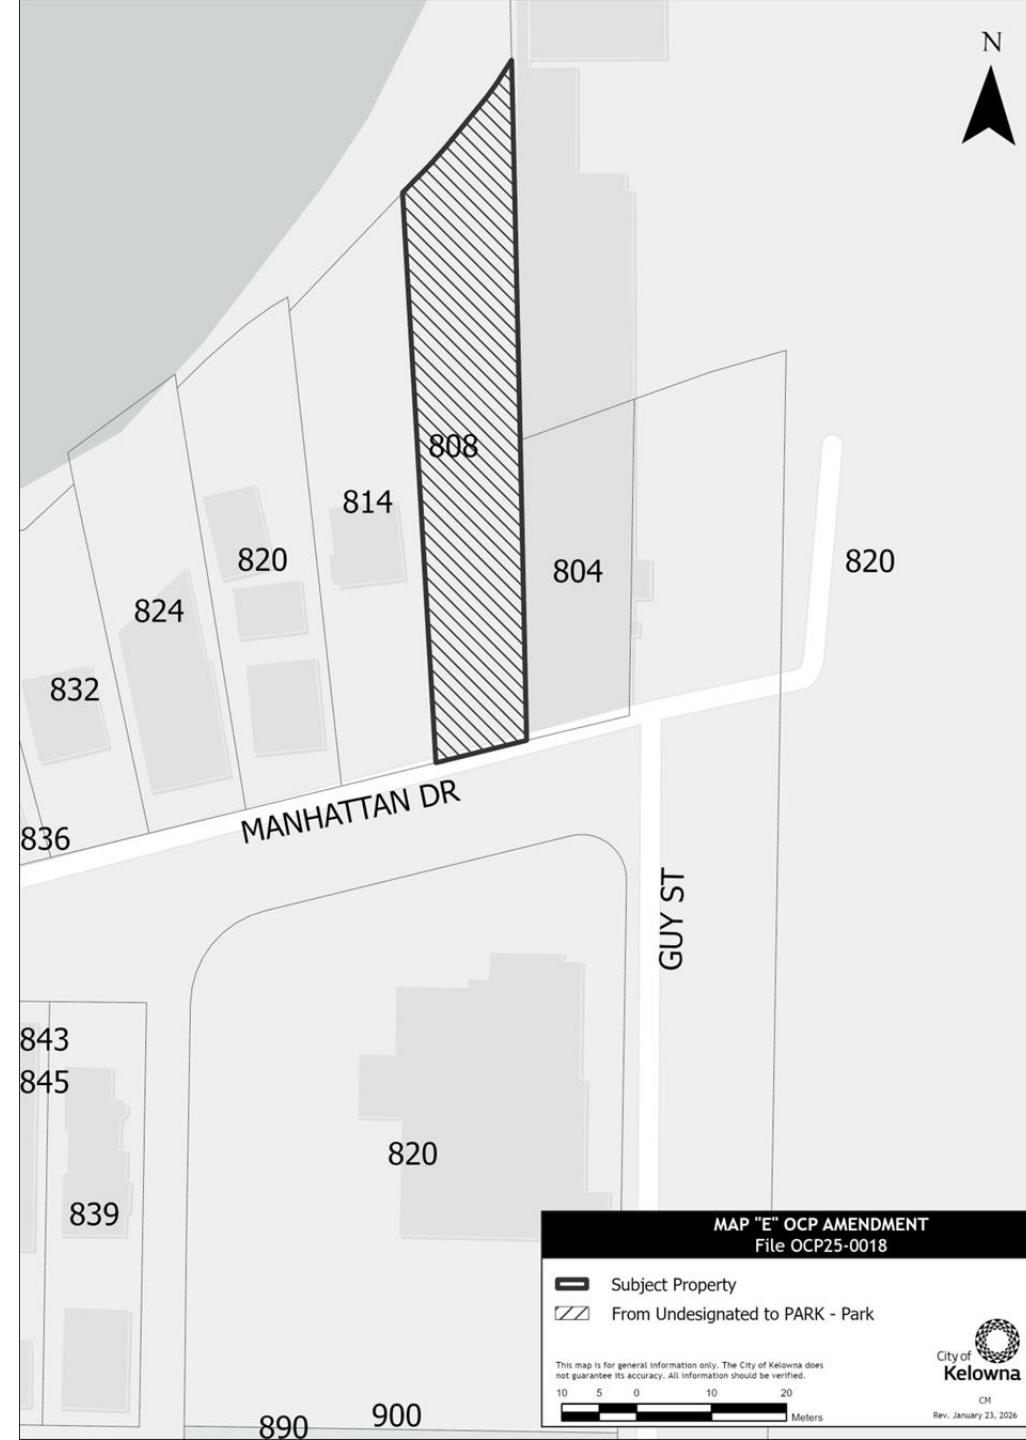 N
808
814
820
804
820
824
832
MANHATTAN DR
836
GUY ST
843
845
820
839
MAP "E" OCP AMENDMENT
File OCP25-0018
Subject Property
From Undesignated to PARK - Park
This map is for general information only. The City of Kelowna does
not guarantee its accuracy. All information should be verified.
10 5 0 10 20
Meters
City of
Kelowna
CM
Rev. January 23, 2026
900
890